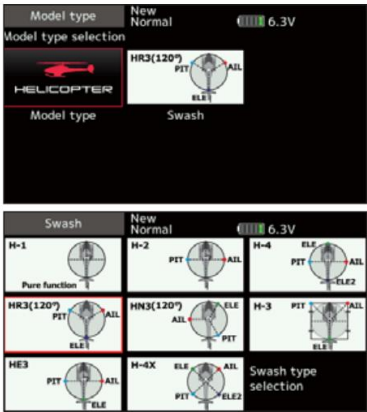 Model type
New
Normal
6.3V
Model type selection
HELICOPTER
HR3(120°)
PIT
AIL
ELE
Model type
Swash
Swash
New
Normal
6.3V
H-1
Pure function
H-2
PIT
AIL
H-4
ELE
PIT
AIL
ELE2
HR3(120°)
PIT
AIL
ELE
HN3(120°)
ELE
AIL
PIT
H-3
PIT
AIL
ELE
HE3
PIT
AIL
ELE
H-4X
ELE
AIL
PIT
ELE2
Swash type
selection